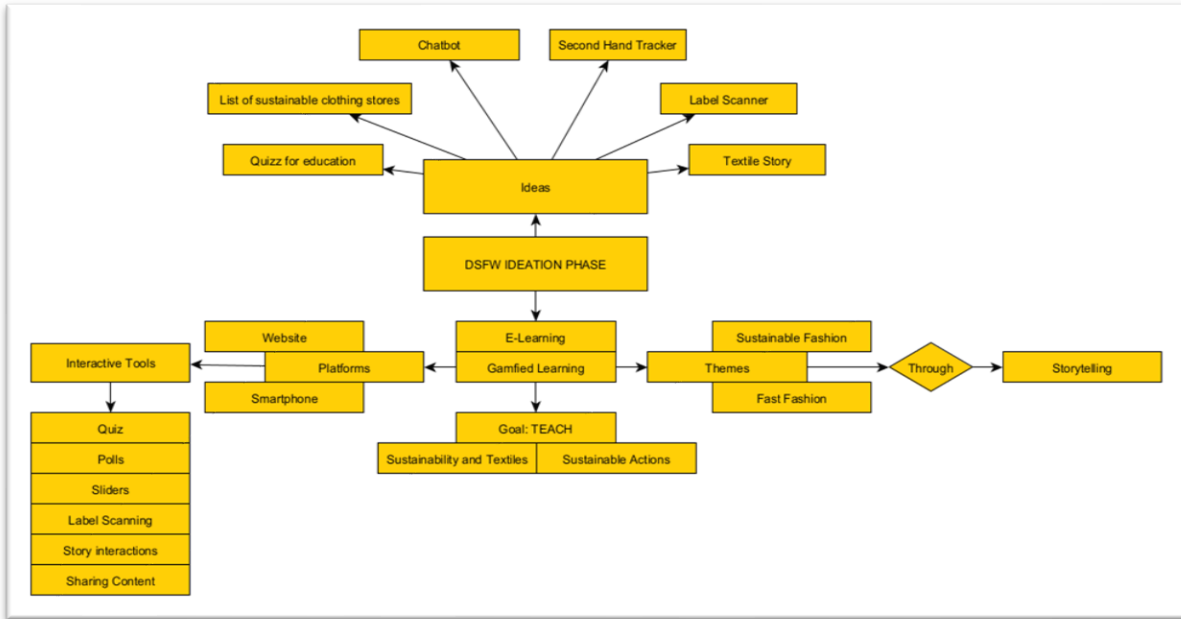 Chatbot
Second Hand Tracker
List of sustainable clothing stores
Label Scanner
Quizz for education
Textile Story
Ideas
DSFW IDEATION PHASE
Website
E-Learning
Sustainable Fashion
Interactive Tools
Platforms
Gamfied Learning
Themes
Through
Storytelling
Smartphone
Fast Fashion
Quiz
Goal: TEACH
Polls
Sustainability and Textiles
Sustainable Actions
Sliders
Label Scanning
Story interactions
Sharing Content